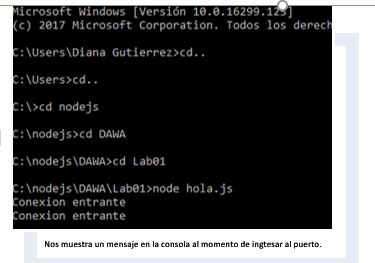 Microsoft Windows [Versión 10.0.16299.123]
(c) 2017 Microsoft Corporation. Todos los derech
C:\Users\Diana Gutierrez>cd..
C:\Users>cd..
C:\>cd nodejs
C:\nodejs>cd DAWA
C:\nodejs\DAWA>cd Lab01
C:\nodejs\DAWA\Lab01>node hola.js
Conexion entrante
Conexion entrante
Nos muestra un mensaje en la consola al momento de ingtesar al puerto.